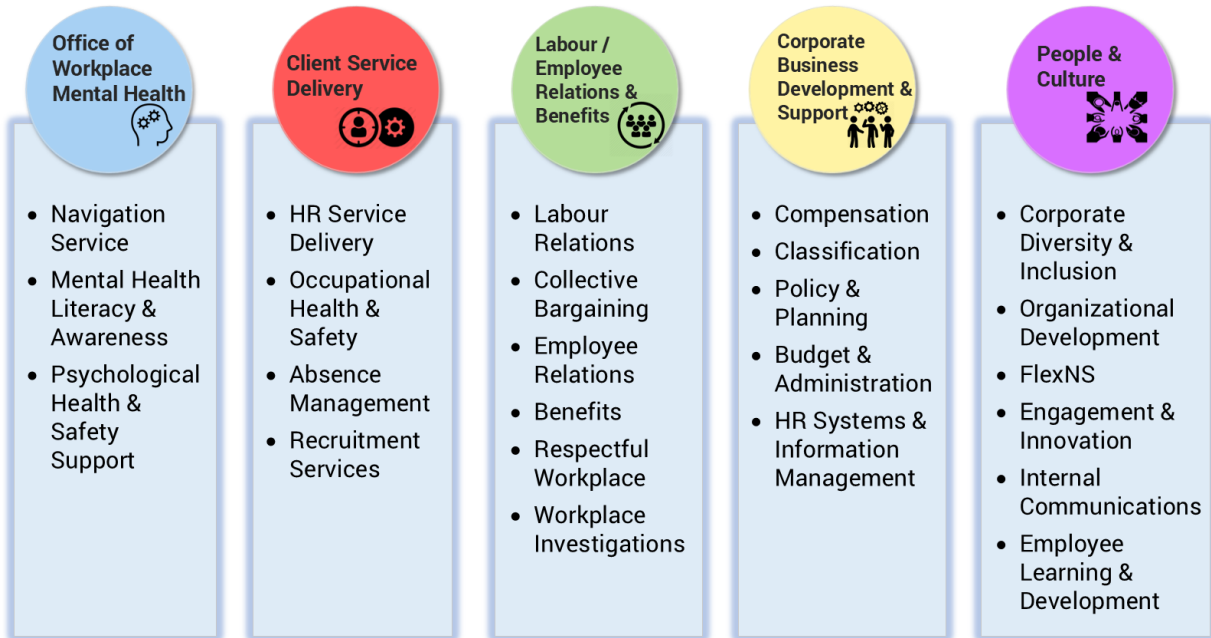 Office of
Workplace
Mental Health
• Navigation
Service
• Mental Health
Literacy &
Awareness
• Psychological
Health &
Safety
Support
Client Service
Delivery
• HR Service
Delivery
• Occupational
Health &
Safety
• Absence
Management
• Recruitment
Services
Labour /
Employee
Relations &
Benefits
• Labour
Relations
• Collective
Bargaining
• Employee
Relations
• Benefits
• Respectful
Workplace
• Workplace
Investigations
Corporate
Business
Development &
Support
• Compensation
• Classification
• Policy &
Planning
• Budget &
Administration
• HR Systems &
Information
Management
People &
Culture
• Corporate
Diversity &
Inclusion
• Organizational
Development
• FlexNS
• Engagement &
Innovation
• Internal
Communications
• Employee
Learning &
Development